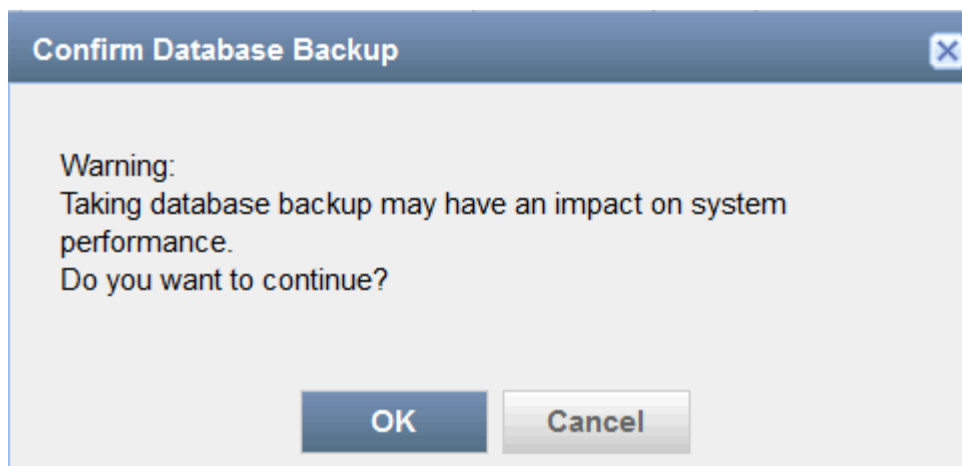 Confirm Database Backup
Warning:
Taking database backup may have an impact on system
performance.
Do you want to continue?
OK
Cancel